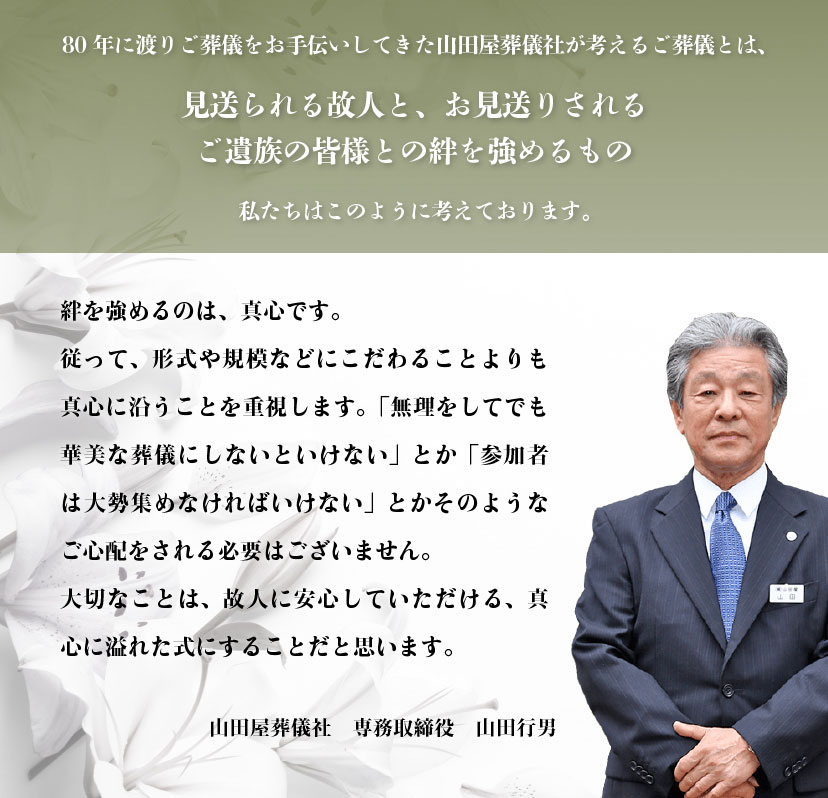 80年に渡りご葬儀をお手伝いしてきた山田屋葬儀社が考えるご葬儀とは、
見送られる故人と、お見送りされる
ご遺族の皆様との絆を強めるもの
私たちはこのように考えております。
絆を強めるのは、真心です。
従って、形式や規模などにこだわることよりも
真心に沿うことを重視します。「無理をしてでも
華美な葬儀にしないといけない」とか「参加者
は大勢集めなければいけない」とかそのような
ご心配をされる必要はございません。
大切なことは、故人に安心していただける、真
心に溢れた式にすることだと思います。
山田屋葬儀社　専務取締役　山田行男
㈱山田屋
山田